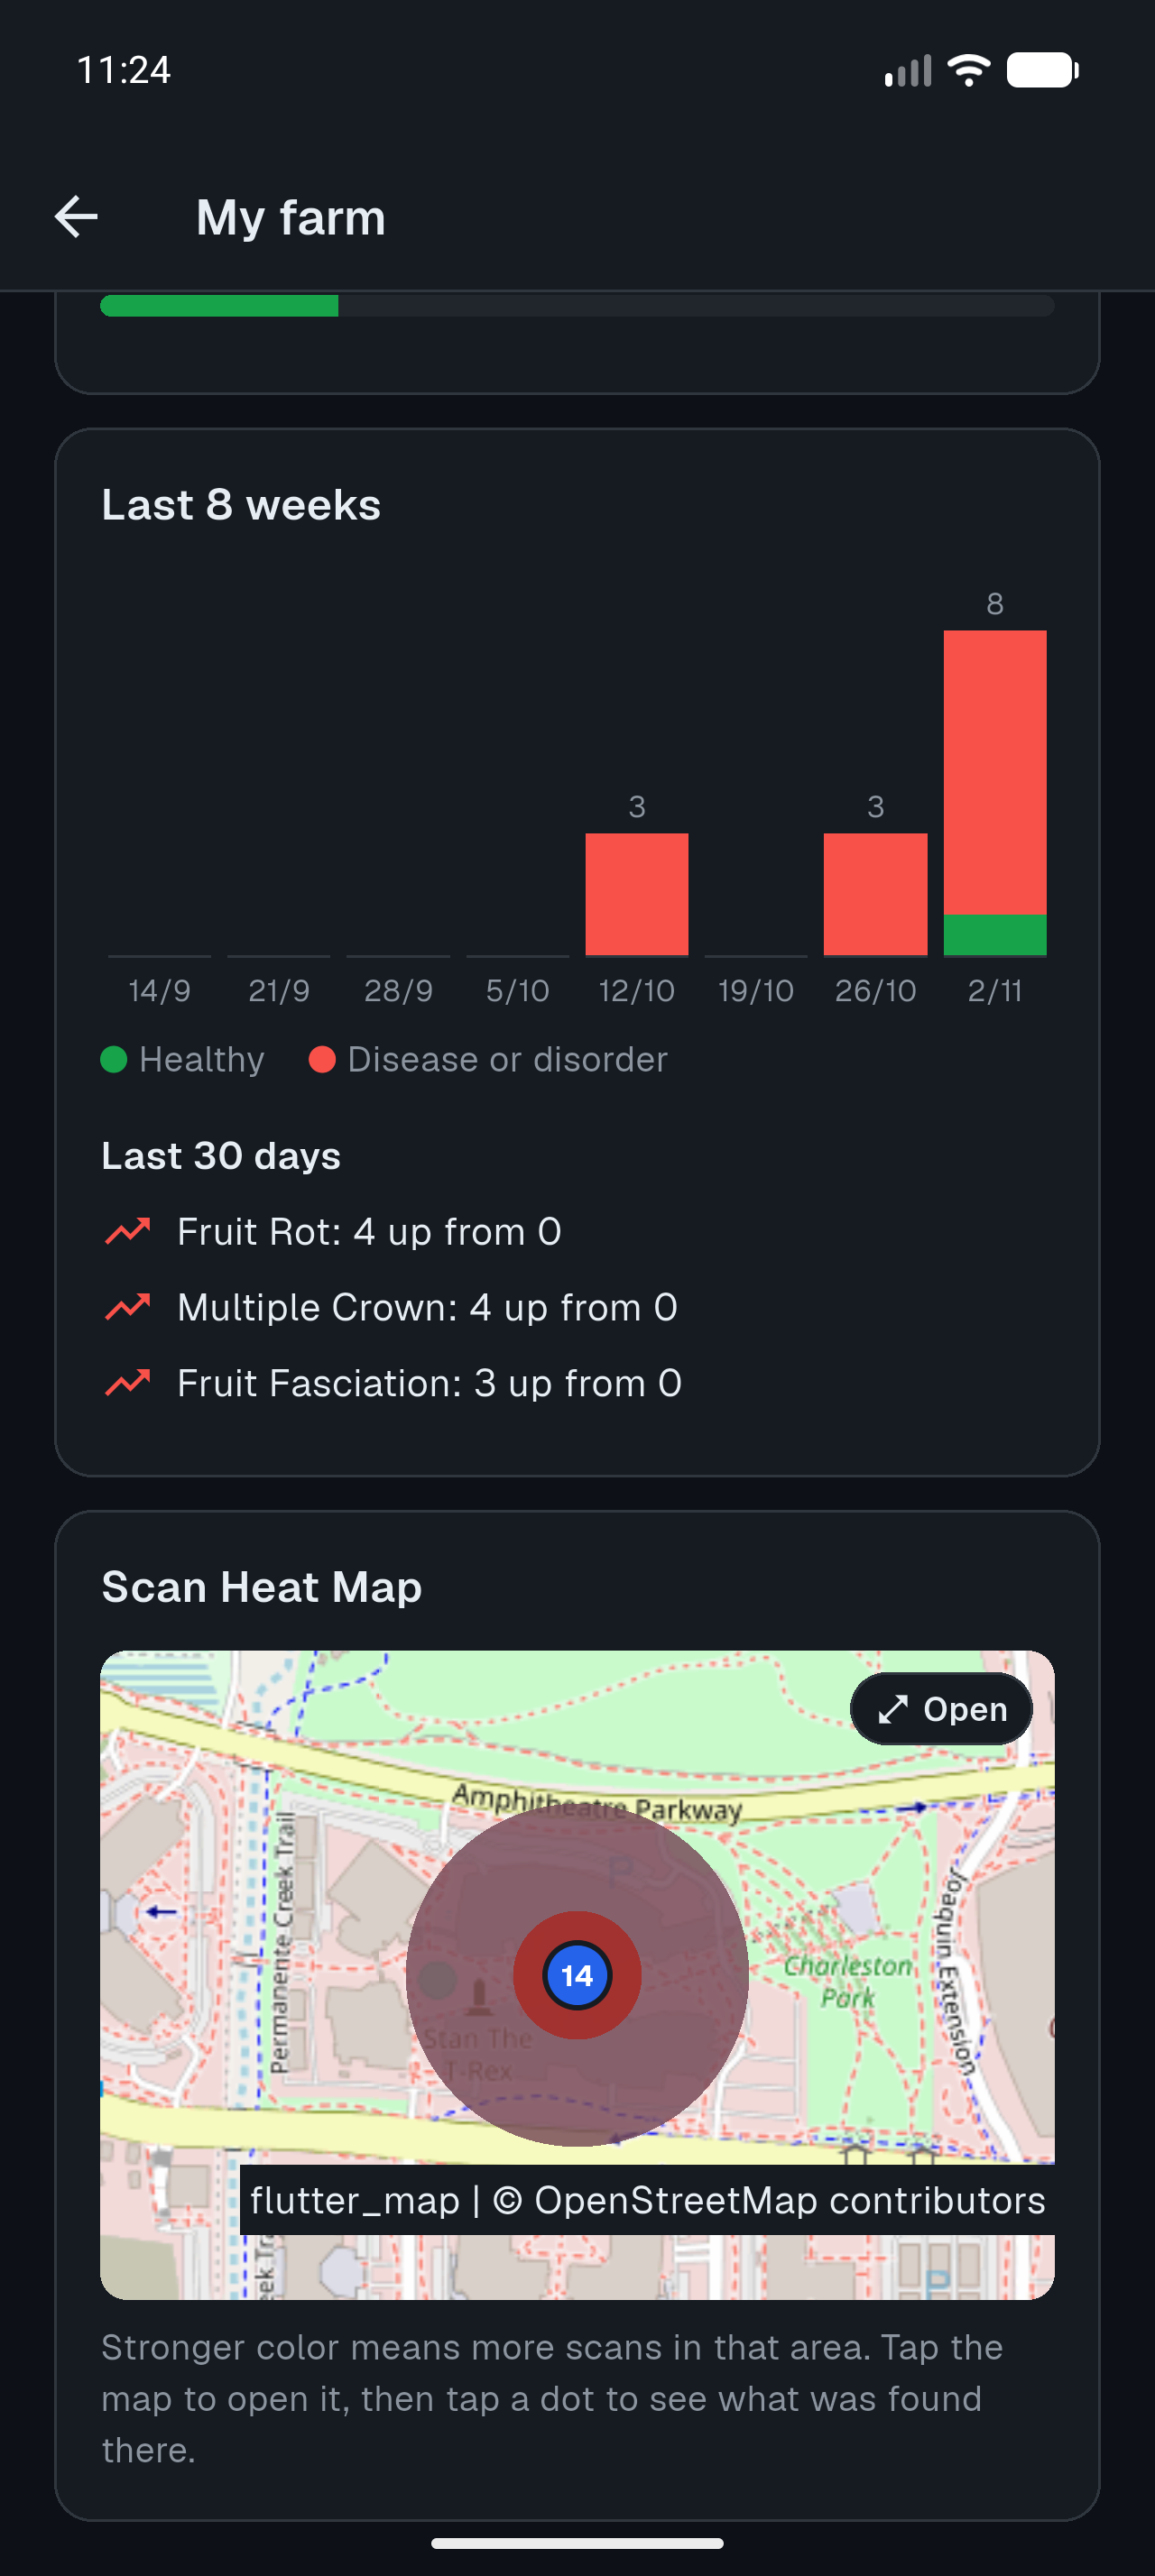 11:24
My farm
Last 8 weeks
8
3
3
14/9 21/9 28/9 5/10 12/10 19/10 26/10 2/11
Healthy Disease or disorder
Last 30 days
Fruit Rot: 4 up from 0
Multiple Crown: 4 up from 0
Fruit Fasciation: 3 up from 0
Scan Heat Map
Open
Amphitheatre Parkway
Permanente Creek Trail
14
Charleston
Park
Stan The
T-Rex
Extension
P
flutter_map | © OpenStreetMap contributors
P
Stronger color means more scans in that area. Tap the
map to open it, then tap a dot to see what was found
there.